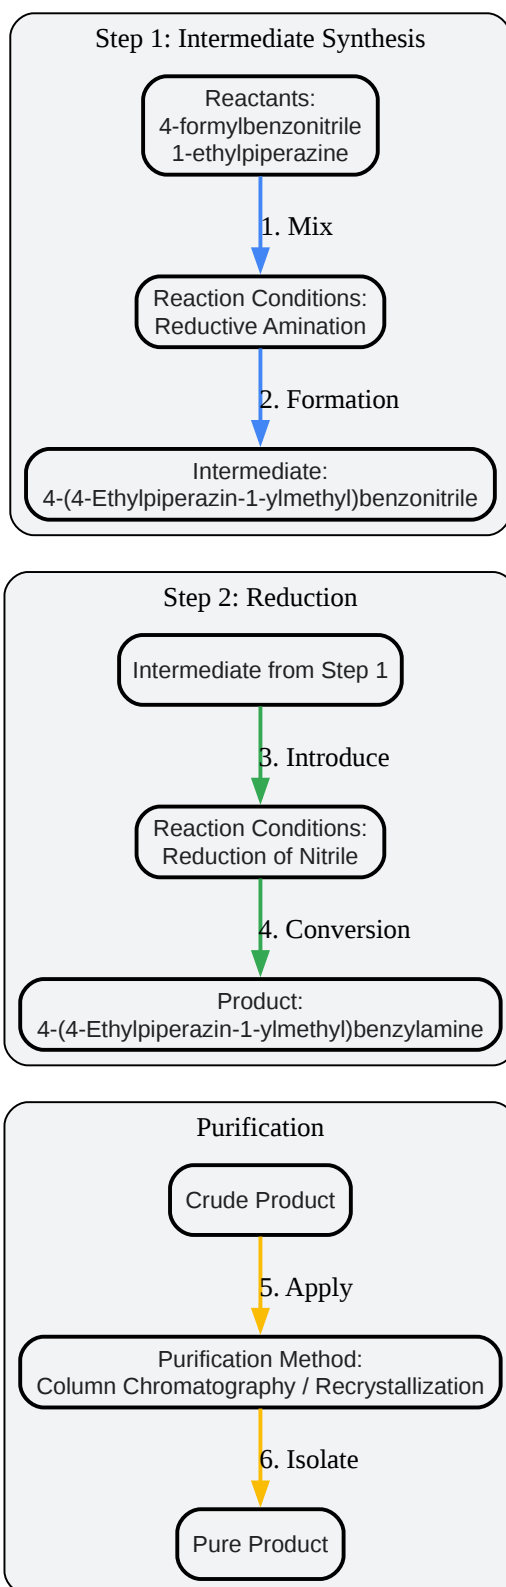 Step 1: Intermediate Synthesis
Reactants:
4-formylbenzonitrile
1-ethylpiperazine
1. Mix
Reaction Conditions:
Reductive Amination
2. Formation
Intermediate:
4-(4-Ethylpiperazin-1-ylmethyl)benzonitrile
Step 2: Reduction
Intermediate from Step 1
3. Introduce
Reaction Conditions:
Reduction of Nitrile
4. Conversion
Product:
4-(4-Ethylpiperazin-1-ylmethyl)benzylamine
Purification
Crude Product
5. Apply
Purification Method:
Column Chromatography / Recrystallization
6. Isolate
Pure Product